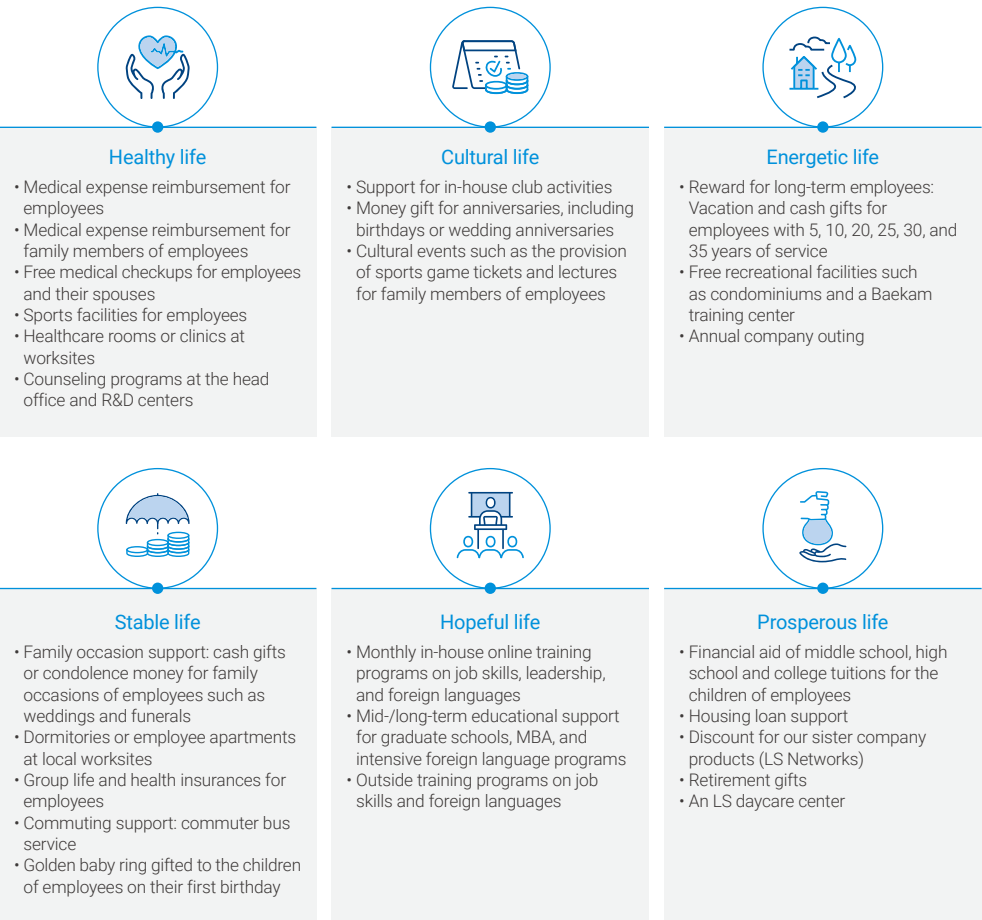 Healthy life
• Medical expense reimbursement for
employees
• Medical expense reimbursement for
family members of employees
• Free medical checkups for employees
and their spouses
• Sports facilities for employees
• Healthcare rooms or clinics at
worksites
• Counseling programs at the head
office and R&D centers
Cultural life
• Support for in-house club activities
• Money gift for anniversaries, including
birthdays or wedding anniversaries
• Cultural events such as the provision
of sports game tickets and lectures
for family members of employees
Energetic life
• Reward for long-term employees:
Vacation and cash gifts for
employees with 5, 10, 20, 25, 30, and
35 years of service
• Free recreational facilities such
as condominiums and a Baekam
training center
• Annual company outing
Stable life
• Family occasion support: cash gifts
or condolence money for family
occasions of employees such as
weddings and funerals
• Dormitories or employee apartments
at local worksites
• Group life and health insurances for
employees
• Commuting support: commuter bus
service
• Golden baby ring gifted to the children
of employees on their first birthday
Hopeful life
• Monthly in-house online training
programs on job skills, leadership,
and foreign languages
• Mid-/long-term educational support
for graduate schools, MBA, and
intensive foreign language programs
• Outside training programs on job
skills and foreign languages
Prosperous life
• Financial aid of middle school, high
school and college tuitions for the
children of employees
• Housing loan support
• Discount for our sister company
products (LS Networks)
• Retirement gifts
• An LS daycare center